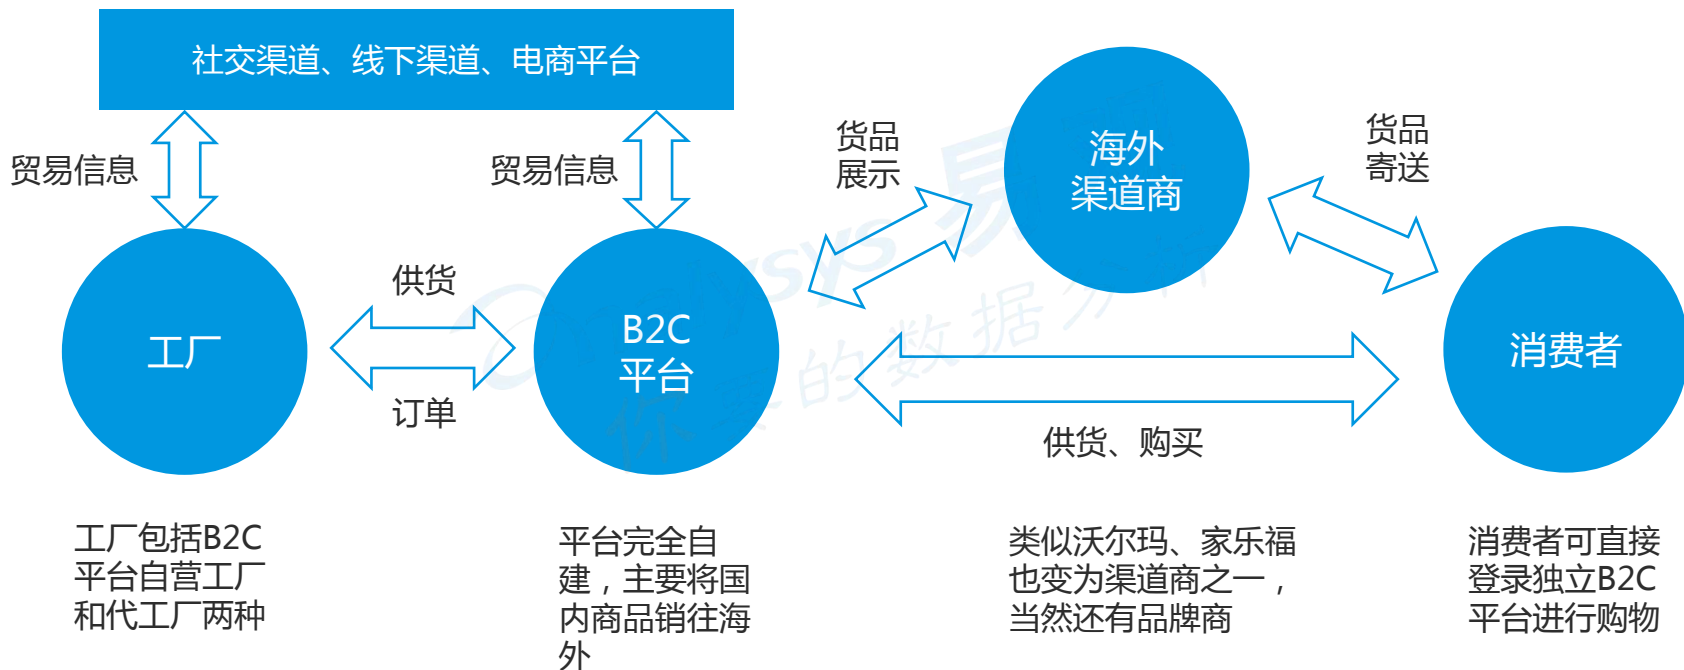 社交渠道、线下渠道、电商平台
贸易信息
贸易信息
货品
展示
海外
渠道商
货品
寄送
工厂
供货
订单
B2C
平台
供货、购买
消费者
工厂包括B2C
平台自营工厂
和代工厂两种
平台完全自
建，主要将国
内商品销往海
外
类似沃尔玛、家乐福
也变为渠道商之一，
当然还有品牌商
消费者可直接
登录独立B2C
平台进行购物